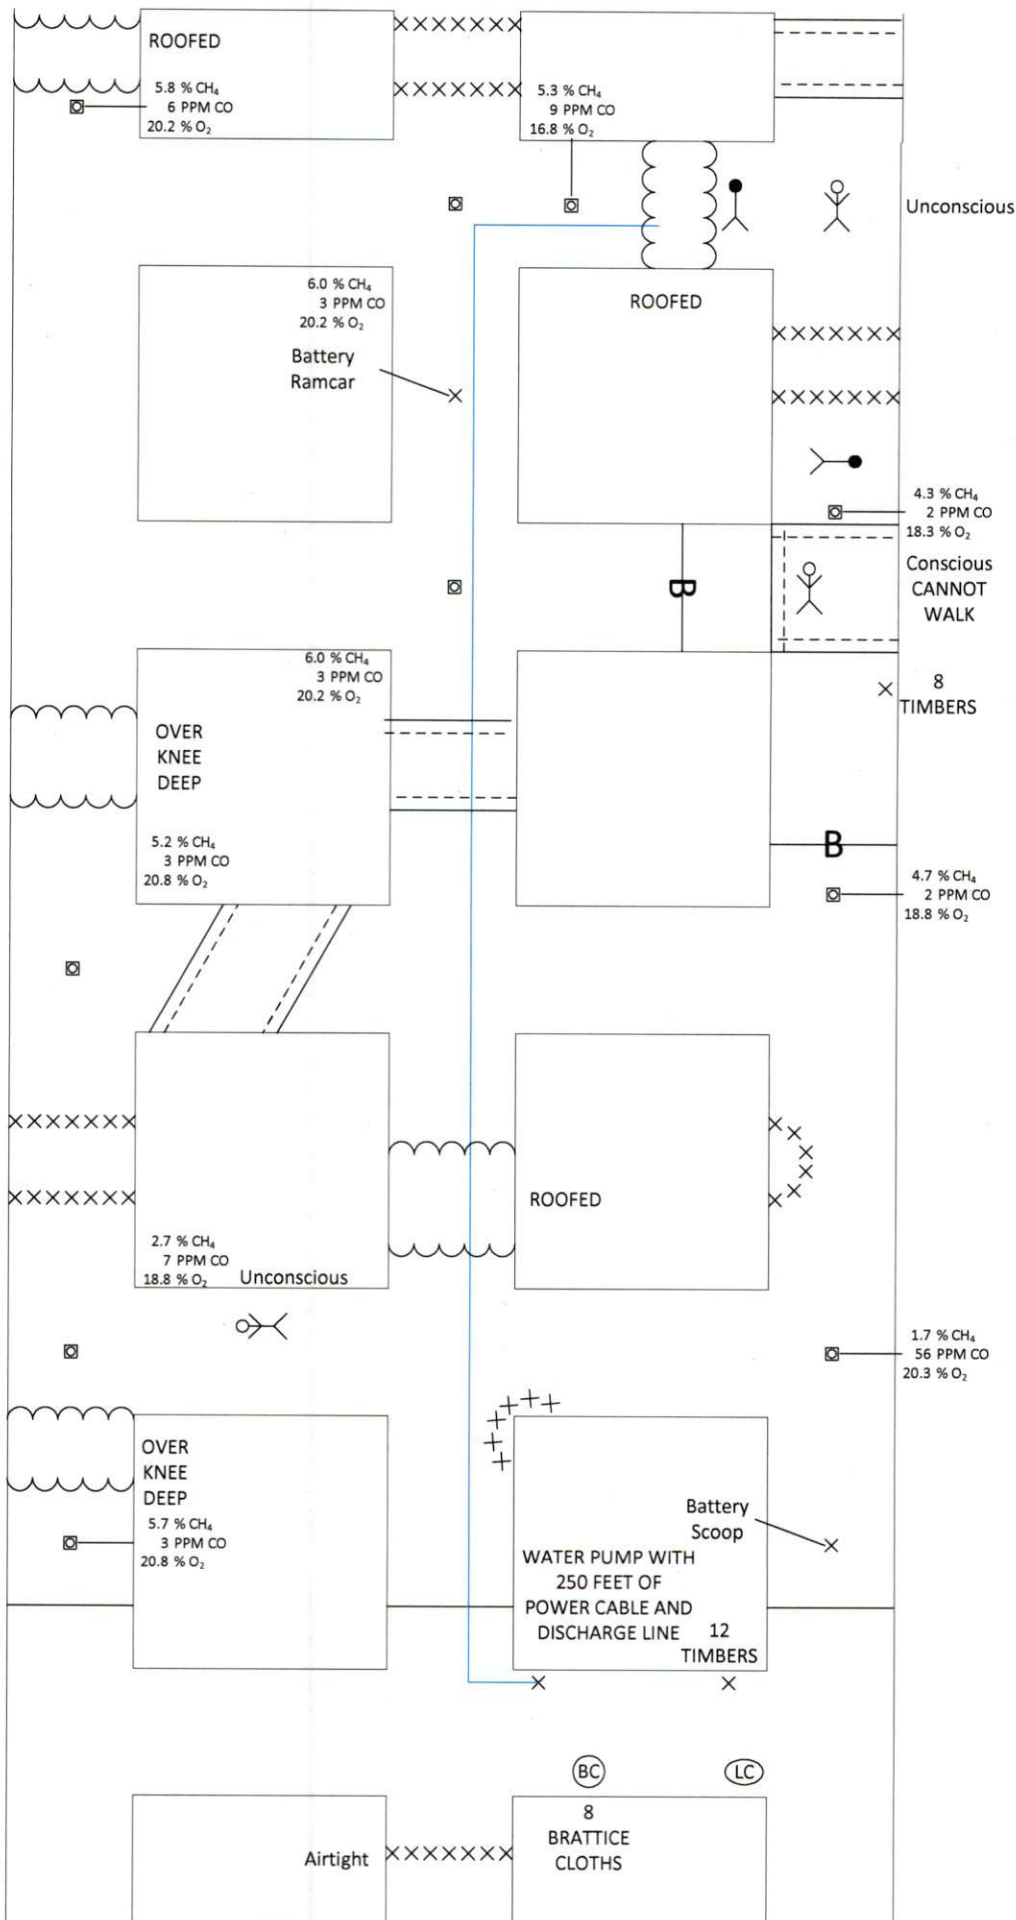 ROOFED
5.8 % CH₄
6 PPM CO
20.2 % O₂
5.3 % CH₄
9 PPM CO
16.8 % O₂
Unconscious
6.0 % CH₄
3 PPM CO
20.2 % O₂
ROOFED
Battery
Ramcar
4.3 % CH₄
2 PPM CO
18.3 % O₂
B
Conscious
CANNOT
WALK
6.0 % CH₄
3 PPM CO
20.2 % O₂
8
TIMBERS
OVER
KNEE
DEEP
5.2 % CH₄
3 PPM CO
20.8 % O₂
B
4.7 % CH₄
2 PPM CO
18.8 % O₂
ROOFED
2.7 % CH₄
7 PPM CO
18.8 % O₂
Unconscious
1.7 % CH₄
56 PPM CO
20.3 % O₂
OVER
KNEE
DEEP
5.7 % CH₄
3 PPM CO
20.8 % O₂
Battery
Scoop
WATER PUMP WITH
250 FEET OF
POWER CABLE AND
DISCHARGE LINE
12
TIMBERS
BC
LC
8
BRATTICE
CLOTHS
Airtight